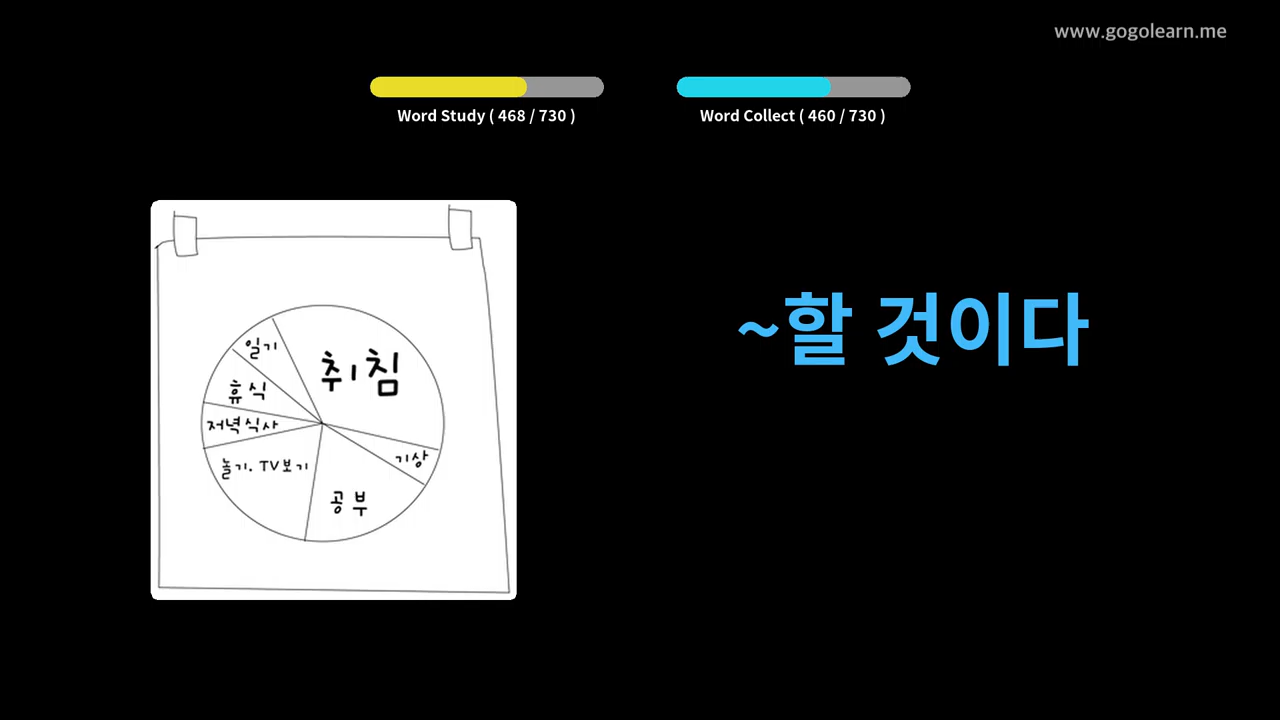 www.gogolearn.me
Word Study ( 468 / 730 )
Word Collect ( 460 / 730 )
일기
취침
휴식
저녁식사
놀기. TV보기
기상
공부
~할 것이다